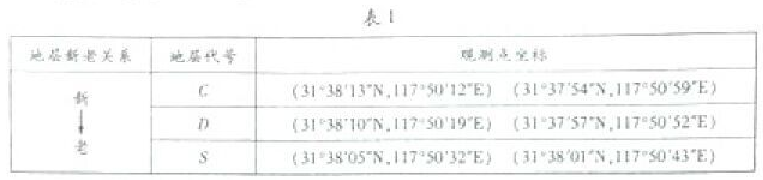 表 1
地层新老关系 地层代号 观测点坐标
新 C (31°38′13″N,117°50′12″E) (31°37′54″N,117°50′59″E)
↓ D (31°38′10″N,117°50′19″E) (31°37′57″N,117°50′52″E)
老 S (31°38′05″N,117°50′32″E) (31°38′01″N,117°50′43″E)